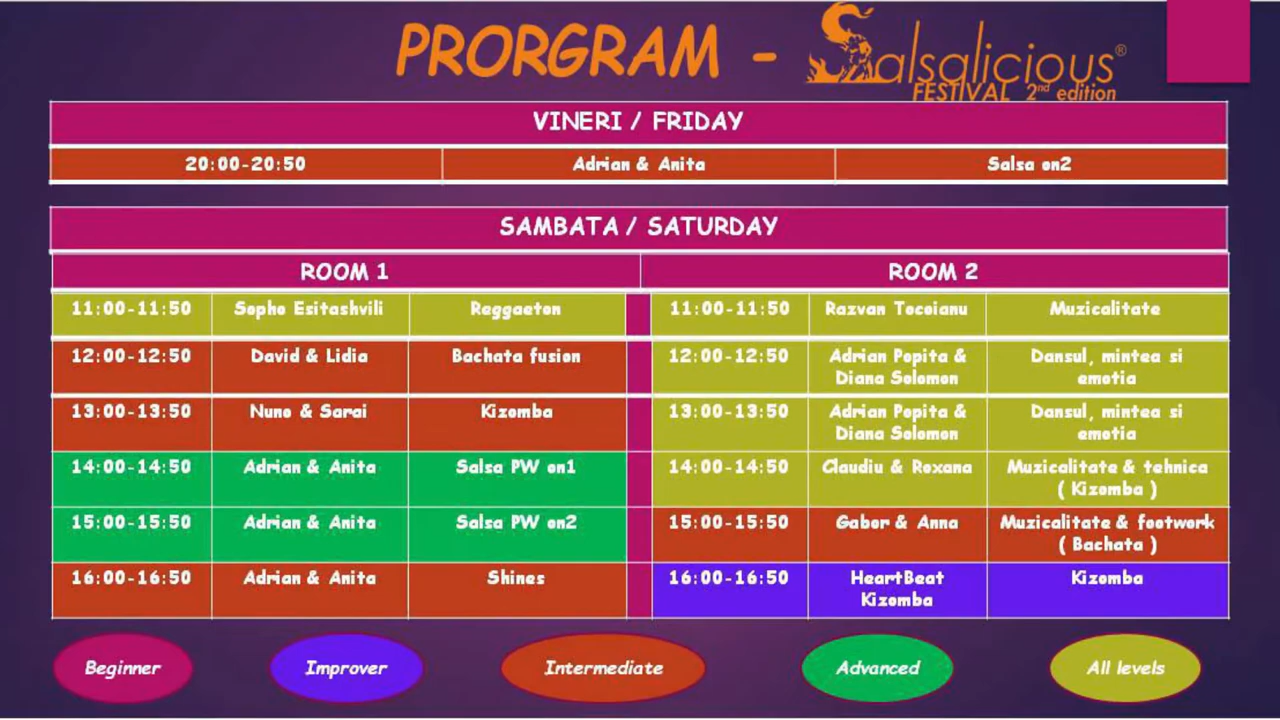 PRORGRAM - Salsalicious®
FESTIVAL 2nd edition
VINERI / FRIDAY
20:00-20:50 Adrian & Anita Salsa on2
SAMBATA / SATURDAY
ROOM 1 ROOM 2
11:00-11:50 Sopho Esitashvili Reggaeton 11:00-11:50 Razvan Tocoianu Muzicalitate
12:00-12:50 David & Lidia Bachata fusion 12:00-12:50 Adrian Popita & Dansul, mintea si
Diana Solomon emotia
13:00-13:50 Nuno & Sarai Kizomba 13:00-13:50 Adrian Popita & Dansul, mintea si
Diana Solomon emotia
14:00-14:50 Adrian & Anita Salsa PW on1 14:00-14:50 Claudiu & Roxana Muzicalitate & tehnica
( Kizomba )
15:00-15:50 Adrian & Anita Salsa PW on2 15:00-15:50 Gabor & Anna Muzicalitate & footwork
( Bachata )
16:00-16:50 Adrian & Anita Shines 16:00-16:50 HeartBeat Kizomba
Kizomba
Beginner Improver Intermediate Advanced All levels